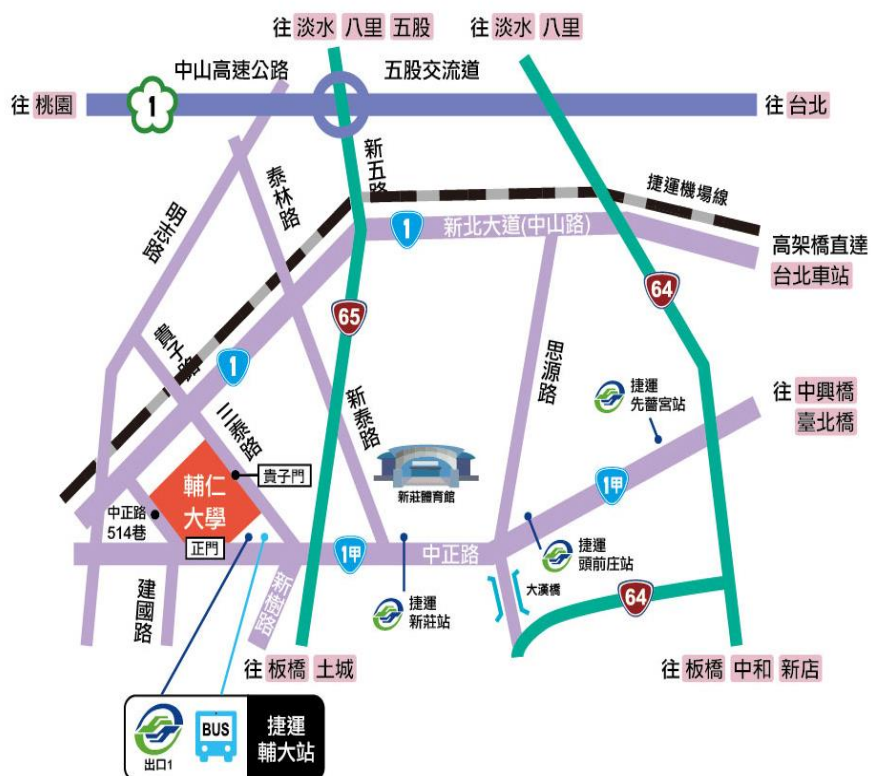 往 淡水 八里 五股
往 淡水 八里
中山高速公路
五股交流道
往 桃園
1
往 台北
新五路
泰林路
明志路
捷運機場線
1
新北大道(中山路)
高架橋直達
台北車站
64
65
貴子路
1
思源路
捷運
先嗇宮站
往 中興橋
臺北橋
三泰路
新泰路
貴子門
新莊體育館
輔仁
大學
中正路
514巷
正門
1甲
1甲
中正路
捷運
頭前庄站
建國路
新樹路
捷運
新莊站
大漢橋
64
往 板橋 土城
往 板橋 中和 新店
BUS
捷運
輔大站
出口1